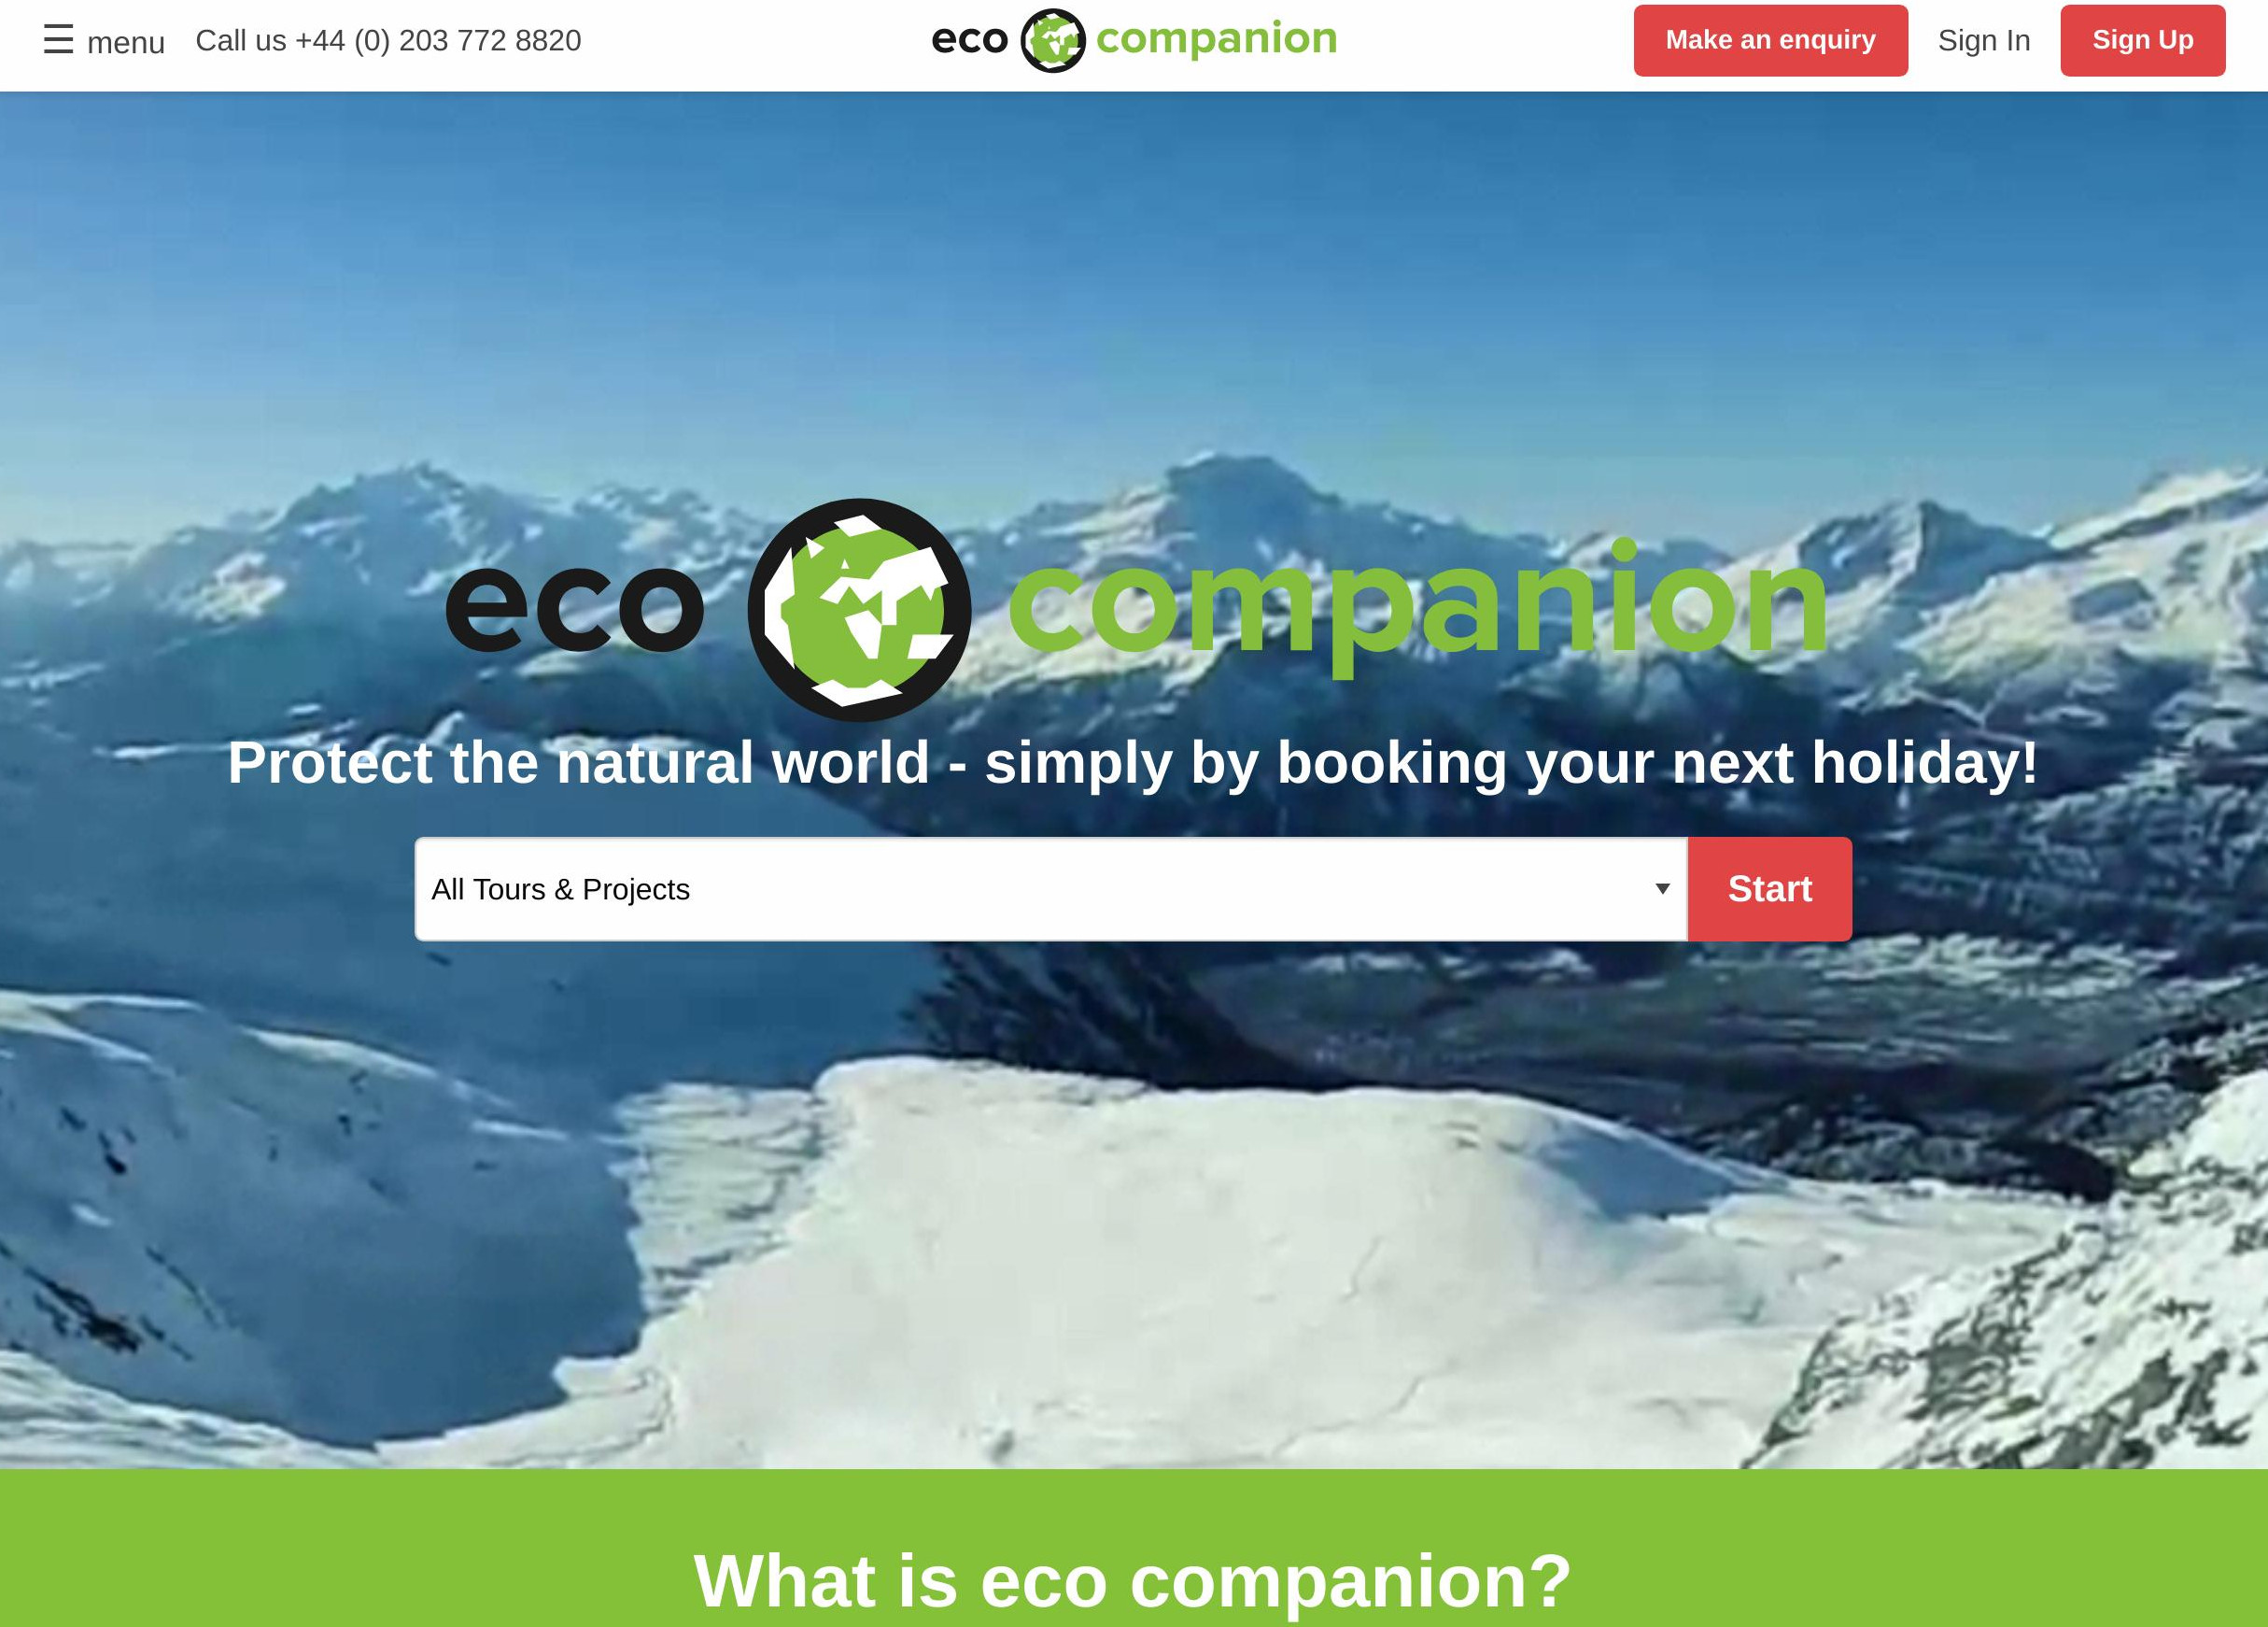 ☰ menu Call us +44 (0) 203 772 8820 eco companion Make an enquiry Sign In Sign Up
eco companion
Protect the natural world - simply by booking your next holiday!
All Tours & Projects Start
What is eco companion?